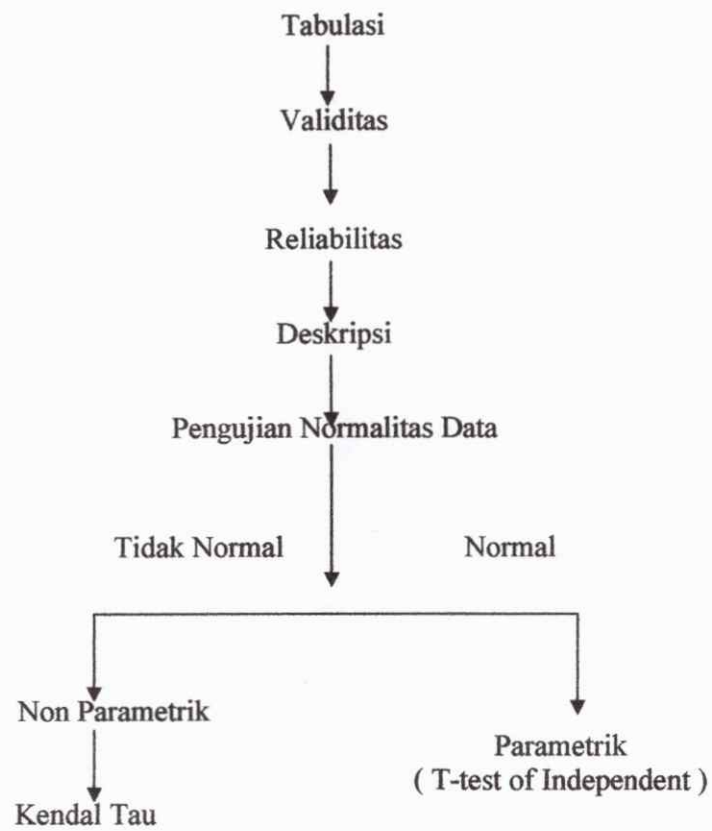 Tabulasi
Validitas
Reliabilitas
Deskripsi
Pengujian Normalitas Data
Tidak Normal
Normal
Non Parametrik
Kendal Tau
Parametrik
( T-test of Independent )